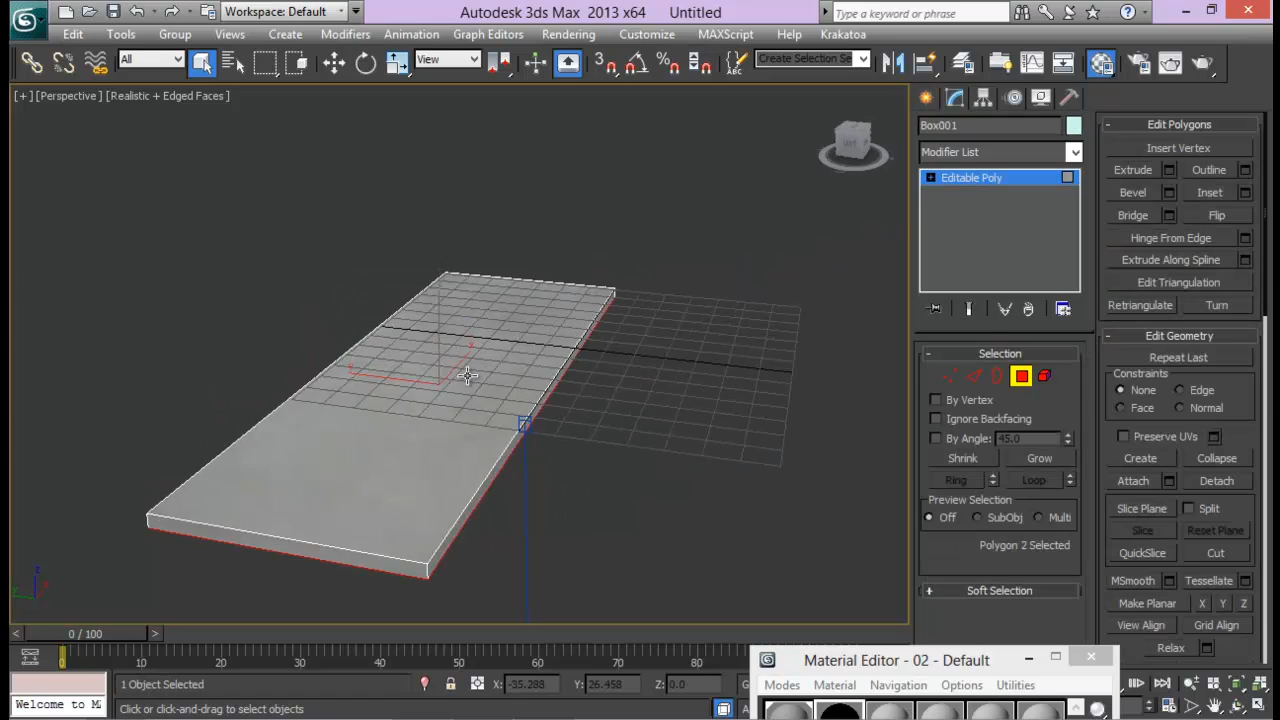 Workspace: Default
Autodesk 3ds Max 2013 x64 Untitled
Type a keyword or phrase
Edit Tools Group Views Create Modifiers Animation Graph Editors Rendering Customize MAXScript Help Krakatoa
All
View
3
Create Selection Se
[+] [Perspective] [Realistic + Edged Faces]
Box001
Modifier List
Editable Poly
Selection
By Vertex
Ignore Backfacing
By Angle: 45.0
Shrink Grow
Ring Loop
Preview Selection
Off SubObj Multi
Polygon 2 Selected
Soft Selection
Edit Polygons
Insert Vertex
Extrude Outline
Bevel Inset
Bridge Flip
Hinge From Edge
Extrude Along Spline
Edit Triangulation
Retriangulate Turn
Edit Geometry
Repeat Last
Constraints
None Edge
Face Normal
Preserve UVs
Create Collapse
Attach Detach
Slice Plane Split
Slice Reset Plane
QuickSlice Cut
MSmooth Tessellate
Make Planar X Y Z
View Align Grid Align
Relax
0 / 100
0 10 20 30 40 50 60 70 80
Material Editor - 02 - Default
Modes Material Navigation Options Utilities
1 Object Selected X: -35.288 Y: 26.458 Z: 0.0
Welcome to Click or click-and-drag to select objects